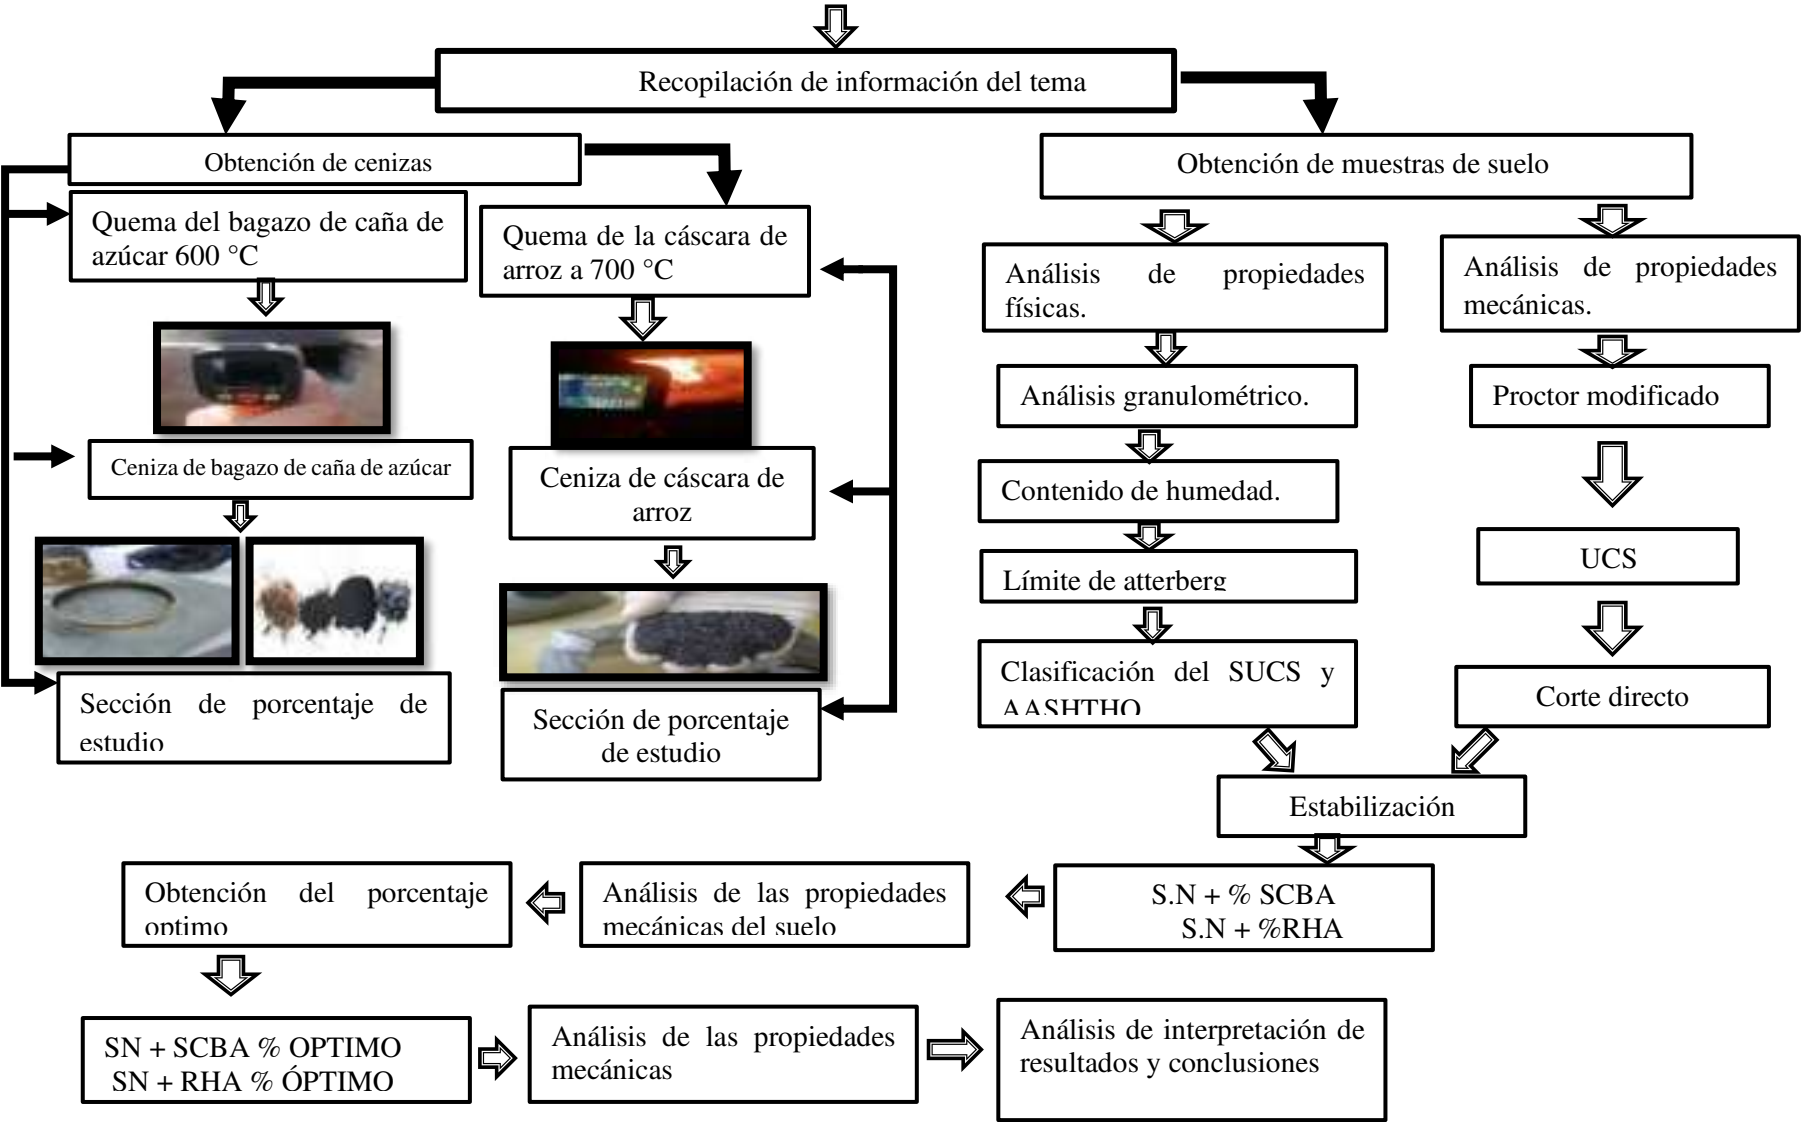 Recopilación de información del tema
Obtención de cenizas
Quema del bagazo de caña de
azúcar 600 °C
Ceniza de bagazo de caña de azúcar
Sección de porcentaje de
estudio
Quema de la cáscara de
arroz a 700 °C
Ceniza de cáscara de
arroz
Sección de porcentaje
de estudio
Obtención de muestras de suelo
Análisis de propiedades
físicas.
Análisis granulométrico.
Contenido de humedad.
Límite de atterberg
Clasificación del SUCS y
AASHTHO
Análisis de propiedades
mecánicas.
Proctor modificado
UCS
Corte directo
Estabilización
S.N + % SCBA
S.N + %RHA
Análisis de las propiedades
mecánicas del suelo
Obtención del porcentaje
optimo
SN + SCBA % OPTIMO
SN + RHA % ÓPTIMO
Análisis de las propiedades
mecánicas
Análisis de interpretación de
resultados y conclusiones